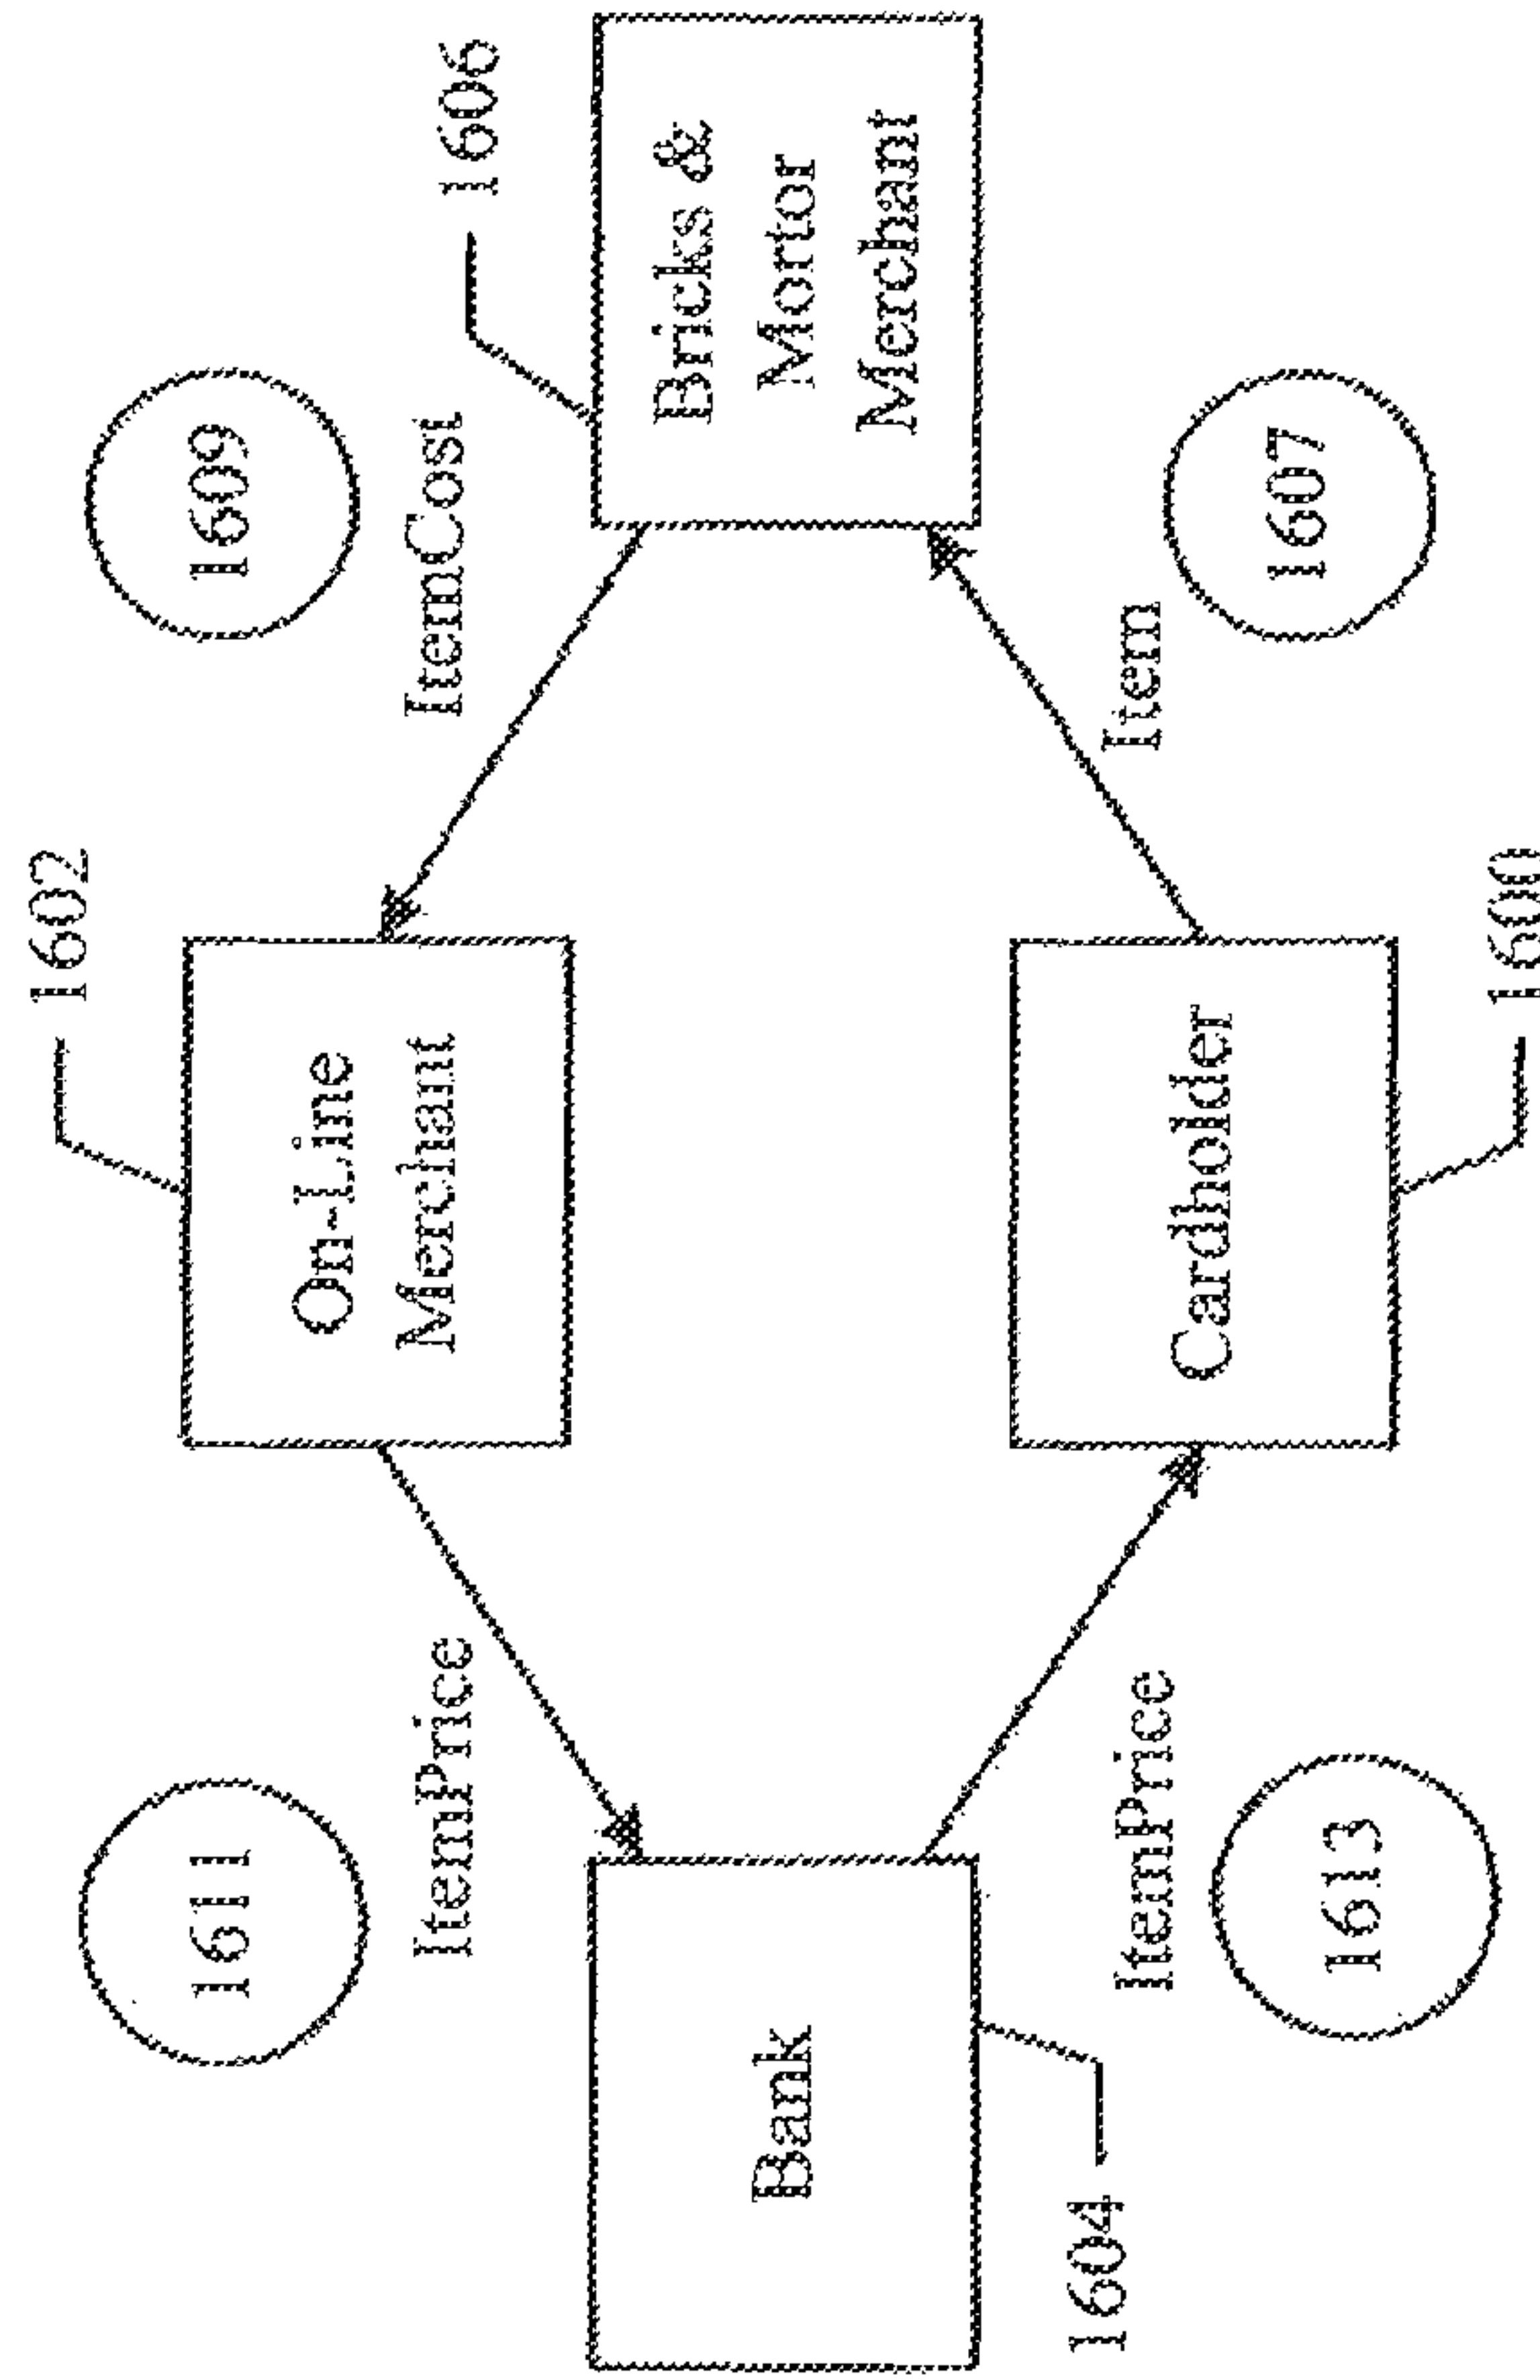 1602
1611
1609
On-Line
Merchant
ItemPrice
ItemCost
1606
Bank
Bricks &
Mortor
Merchant
1604
ItemPrice
Cardholder
Item
1613
1607
1600